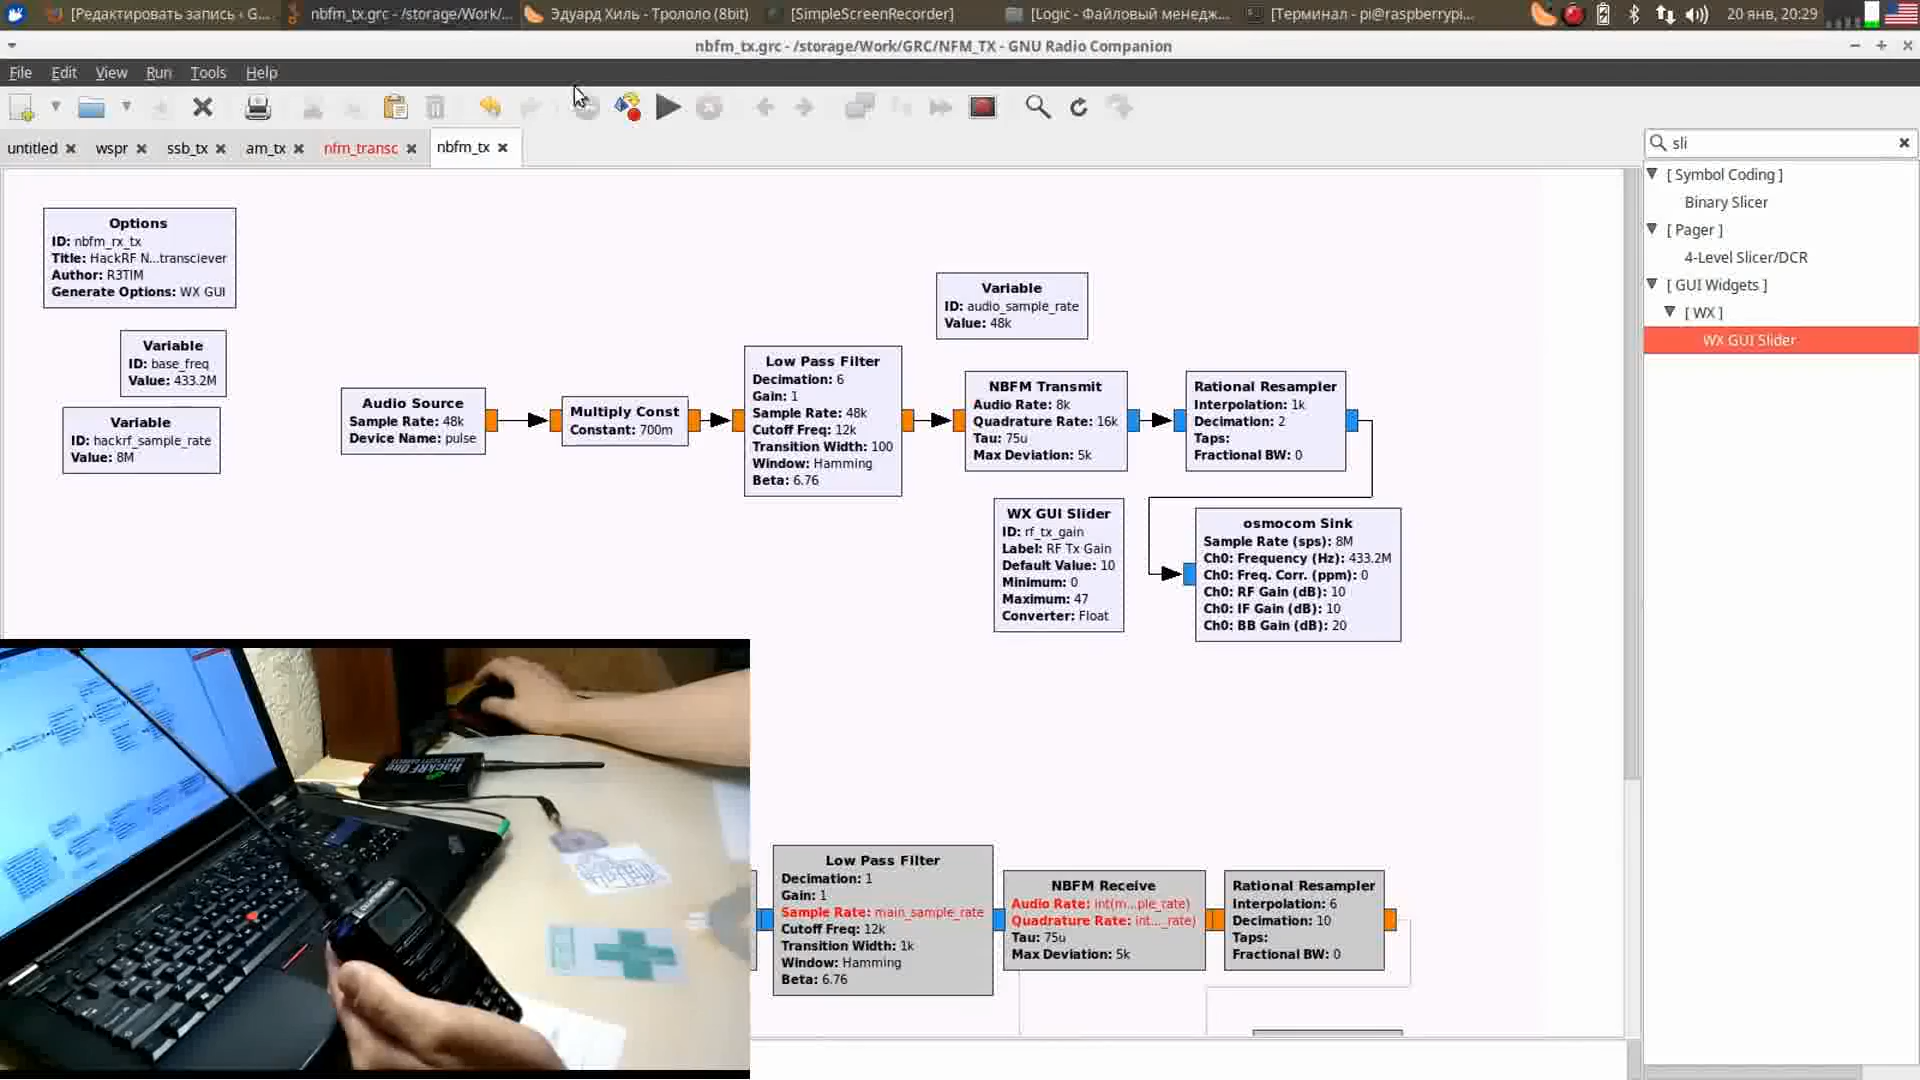 [Редактировать запись ‹ G...
nbfm_tx.grc - /storage/Work/...
Эдуард Хиль - Трололо (8bit)
[SimpleScreenRecorder]
[Logic - Файловый менедж...
[Терминал - pi@raspberrypi...
20 янв, 20:29
nbfm_tx.grc - /storage/Work/GRC/NFM_TX - GNU Radio Companion
File Edit View Run Tools Help
untitled wspr ssb_tx am_tx nfm_transc nbfm_tx
sli
[ Symbol Coding ]
Binary Slicer
[ Pager ]
4-Level Slicer/DCR
[ GUI Widgets ]
[ WX ]
WX GUI Slider
Options
ID: nbfm_rx_tx
Title: HackRF N...transciever
Author: R3TIM
Generate Options: WX GUI
Variable
ID: base_freq
Value: 433.2M
Variable
ID: hackrf_sample_rate
Value: 8M
Audio Source
Sample Rate: 48k
Device Name: pulse
Multiply Const
Constant: 700m
Low Pass Filter
Decimation: 6
Gain: 1
Sample Rate: 48k
Cutoff Freq: 12k
Transition Width: 100
Window: Hamming
Beta: 6.76
Variable
ID: audio_sample_rate
Value: 48k
NBFM Transmit
Audio Rate: 8k
Quadrature Rate: 16k
Tau: 75u
Max Deviation: 5k
Rational Resampler
Interpolation: 1k
Decimation: 2
Taps:
Fractional BW: 0
WX GUI Slider
ID: rf_tx_gain
Label: RF Tx Gain
Default Value: 10
Minimum: 0
Maximum: 47
Converter: Float
osmocom Sink
Sample Rate (sps): 8M
Ch0: Frequency (Hz): 433.2M
Ch0: Freq. Corr. (ppm): 0
Ch0: RF Gain (dB): 10
Ch0: IF Gain (dB): 10
Ch0: BB Gain (dB): 20
HackRF One
Low Pass Filter
Decimation: 1
Gain: 1
Sample Rate: main_sample_rate
Cutoff Freq: 12k
Transition Width: 1k
Window: Hamming
Beta: 6.76
NBFM Receive
Audio Rate: int(m...ple_rate)
Quadrature Rate: int...._rate)
Tau: 75u
Max Deviation: 5k
Rational Resampler
Interpolation: 6
Decimation: 10
Taps:
Fractional BW: 0